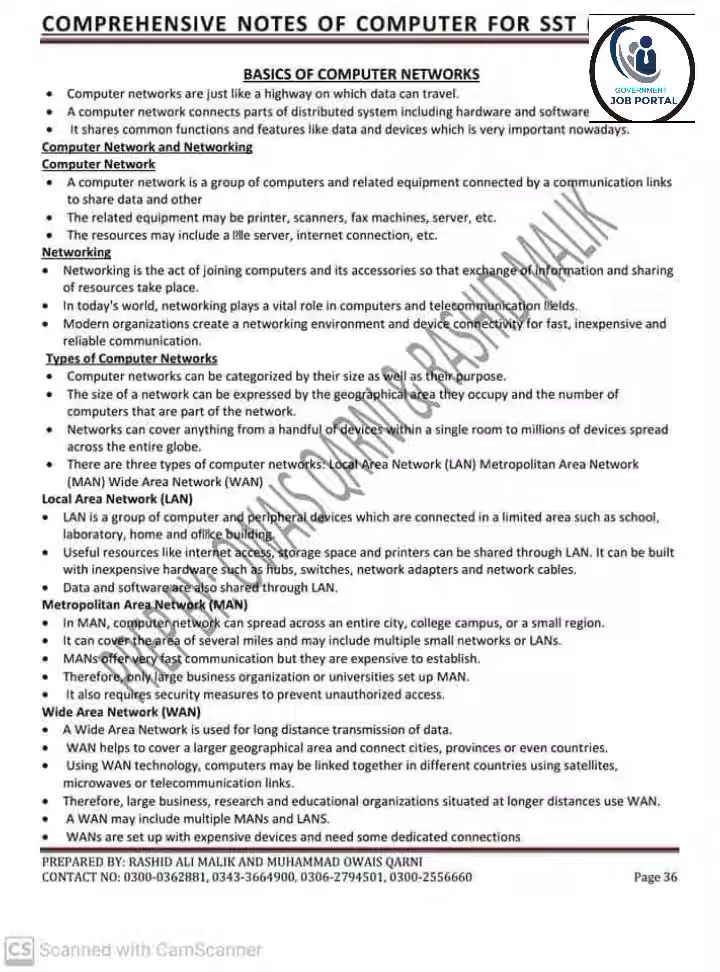 COMPREHENSIVE NOTES OF COMPUTER FOR SST (
GOVERNMENT
JOB PORTAL
BASICS OF COMPUTER NETWORKS
• Computer networks are just like a highway on which data can travel.
• A computer network connects parts of distributed system including hardware and software
• It shares common functions and features like data and devices which is very important nowadays.
Computer Network and Networking
Computer Network
• A computer network is a group of computers and related equipment connected by a communication links
to share data and other
• The related equipment may be printer, scanners, fax machines, server, etc.
• The resources may include a le server, internet connection, etc.
Networking
• Networking is the act of joining computers and its accessories so that exchange of information and sharing
of resources take place.
• In today's world, networking plays a vital role in computers and telecommunication elds.
• Modern organizations create a networking environment and device connectivity for fast, inexpensive and
reliable communication.
Types of Computer Networks
• Computer networks can be categorized by their size as well as their purpose.
• The size of a network can be expressed by the geographical area they occupy and the number of
computers that are part of the network.
• Networks can cover anything from a handful of devices within a single room to millions of devices spread
across the entire globe.
• There are three types of computer networks: Local Area Network (LAN) Metropolitan Area Network
(MAN) Wide Area Network (WAN)
Local Area Network (LAN)
• LAN is a group of computer and peripheral devices which are connected in a limited area such as school,
laboratory, home and office building.
• Useful resources like internet access, storage space and printers can be shared through LAN. It can be built
with inexpensive hardware such as hubs, switches, network adapters and network cables.
• Data and software are also shared through LAN.
Metropolitan Area Network (MAN)
• In MAN, computer network can spread across an entire city, college campus, or a small region.
• It can cover the area of several miles and may include multiple small networks or LANs.
• MANs offer very fast communication but they are expensive to establish.
• Therefore, only large business organization or universities set up MAN.
• It also requires security measures to prevent unauthorized access.
Wide Area Network (WAN)
• A Wide Area Network is used for long distance transmission of data.
• WAN helps to cover a larger geographical area and connect cities, provinces or even countries.
• Using WAN technology, computers may be linked together in different countries using satellites,
microwaves or telecommunication links.
• Therefore, large business, research and educational organizations situated at longer distances use WAN.
• A WAN may include multiple MANs and LANS.
• WANs are set up with expensive devices and need some dedicated connections
PREP BY: OWAIS QARNI & RASHID MALIK
PREPARED BY: RASHID ALI MALIK AND MUHAMMAD OWAIS QARNI
CONTACT NO: 0300-0362881, 0343-3664900, 0306-2794501, 0300-2556660 Page 36
CS Scanned with CamScanner